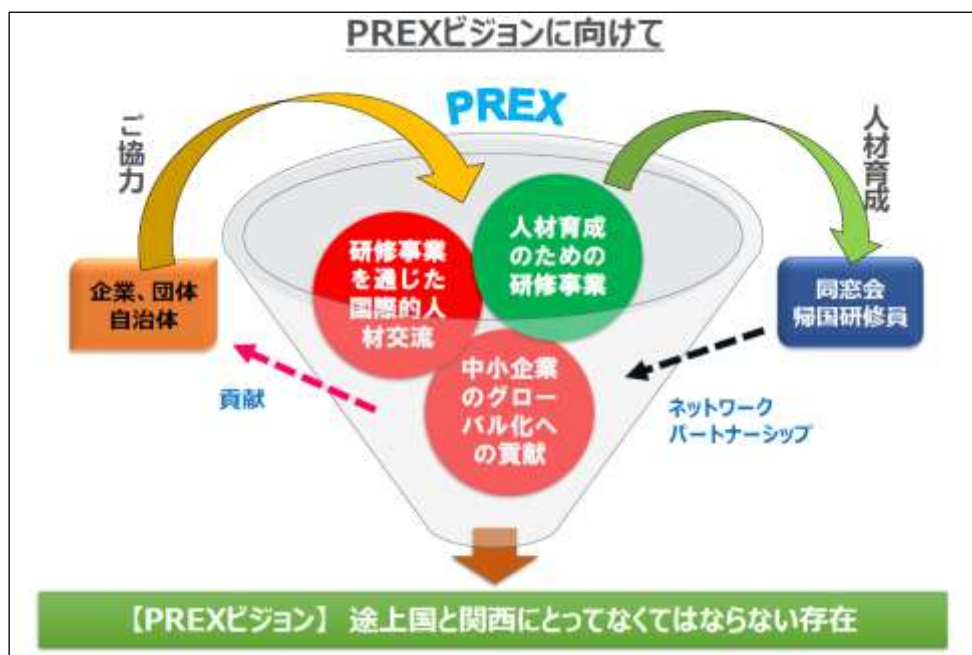 PREXビジョンに向けて
PREX
ご協力
人材育成
人材育成
のための
研修事業
研修事業
を通じた
国際的人
材交流
企業、団体
自治体
同窓会
帰国研修員
中小企業
のグロー
バル化へ
の貢献
貢献
ネットワーク
パートナーシップ
【PREXビジョン】 途上国と関西にとってなくてはならない存在